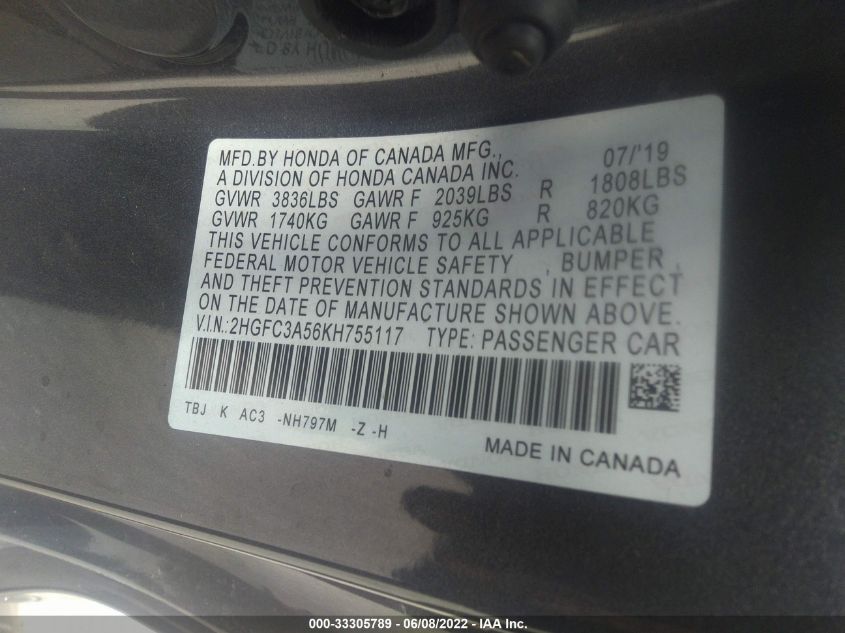 MFD.BY HONDA OF CANADA MFG., 07/'19
A DIVISION OF HONDA CANADA INC.
GVWR 3836LBS GAWR F 2039LBS R 1808LBS
GVWR 1740KG GAWR F 925KG R 820KG
THIS VEHICLE CONFORMS TO ALL APPLICABLE
FEDERAL MOTOR VEHICLE SAFETY , BUMPER ,
AND THEFT PREVENTION STANDARDS IN EFFECT
ON THE DATE OF MANUFACTURE SHOWN ABOVE.
V.I.N.:2HGFC3A56KH755117 TYPE: PASSENGER CAR
TBJ K AC3 -NH797M -Z -H
MADE IN CANADA
000-33305789 - 06/08/2022 - IAA Inc.